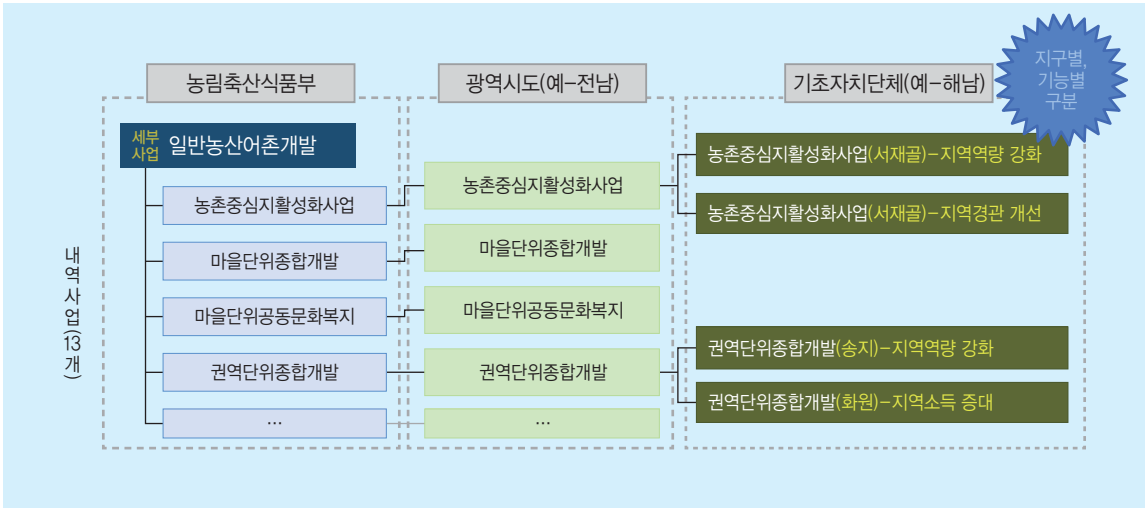 농림축산식품부
광역시도(예-전남)
기초자치단체(예-해남)
지구별,
기능별
구분
세부
사업
일반농산어촌개발
내역사업(13개)
농촌중심지활성화사업
마을단위종합개발
마을단위공동문화복지
권역단위종합개발
…
농촌중심지활성화사업
마을단위종합개발
마을단위공동문화복지
권역단위종합개발
…
농촌중심지활성화사업(서재골)-지역역량 강화
농촌중심지활성화사업(서재골)-지역경관 개선
권역단위종합개발(송지)-지역역량 강화
권역단위종합개발(화원)-지역소득 증대